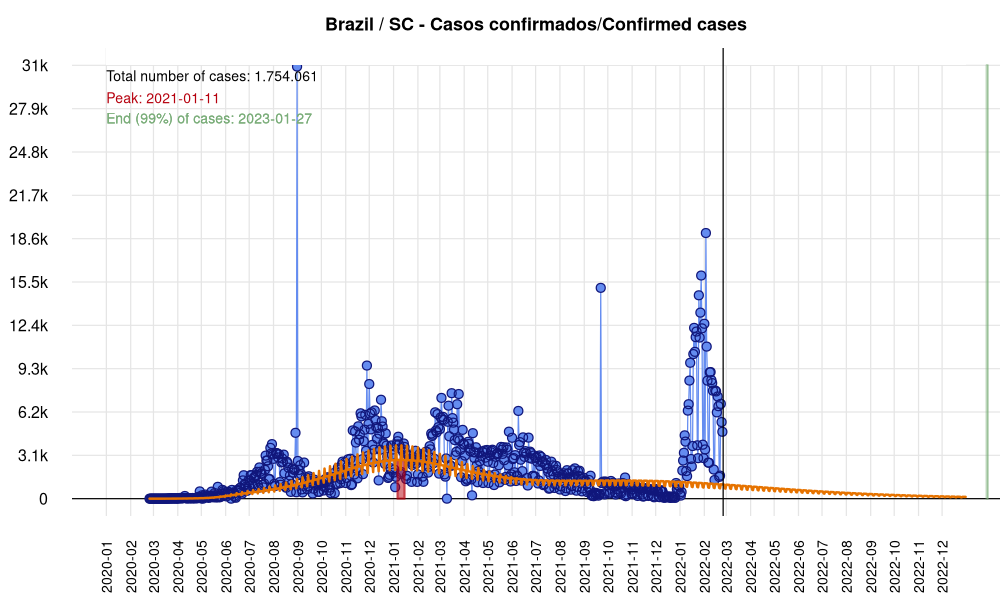 Brazil / SC - Casos confirmados/Confirmed cases
Total number of cases: 1.754.061
Peak: 2021-01-11
End (99%) of cases: 2023-01-27
31k
27.9k
24.8k
21.7k
18.6k
15.5k
12.4k
9.3k
6.2k
3.1k
0
2020-01
2020-02
2020-03
2020-04
2020-05
2020-06
2020-07
2020-08
2020-09
2020-10
2020-11
2020-12
2021-01
2021-02
2021-03
2021-04
2021-05
2021-06
2021-07
2021-08
2021-09
2021-10
2021-11
2021-12
2022-01
2022-02
2022-03
2022-04
2022-05
2022-06
2022-07
2022-08
2022-09
2022-10
2022-11
2022-12